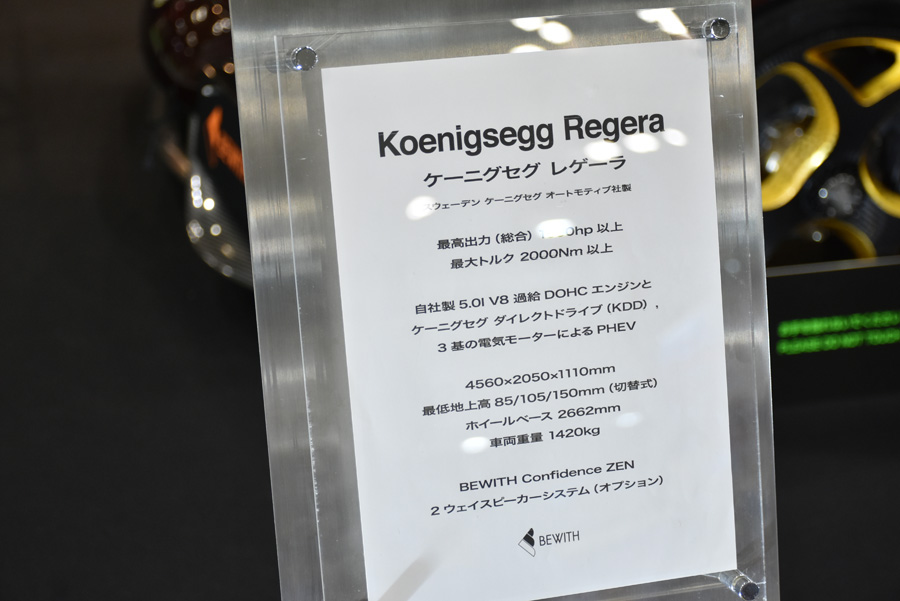 Koenigsegg Regera
ケーニグセグ レゲーラ
スウェーデン ケーニグセグ オートモティブ社製
最高出力（総合） hp 以上
最大トルク 2000Nm 以上
自社製 5.0l V8 過給 DOHC エンジンと
ケーニグセグ ダイレクトドライブ（KDD）,
3 基の電気モーターによる PHEV
4560×2050×1110mm
最低地上高 85/105/150mm（切替式）
ホイールベース 2662mm
車両重量 1420kg
BEWITH Confidence ZEN
2 ウェイスピーカーシステム（オプション）
BEWITH